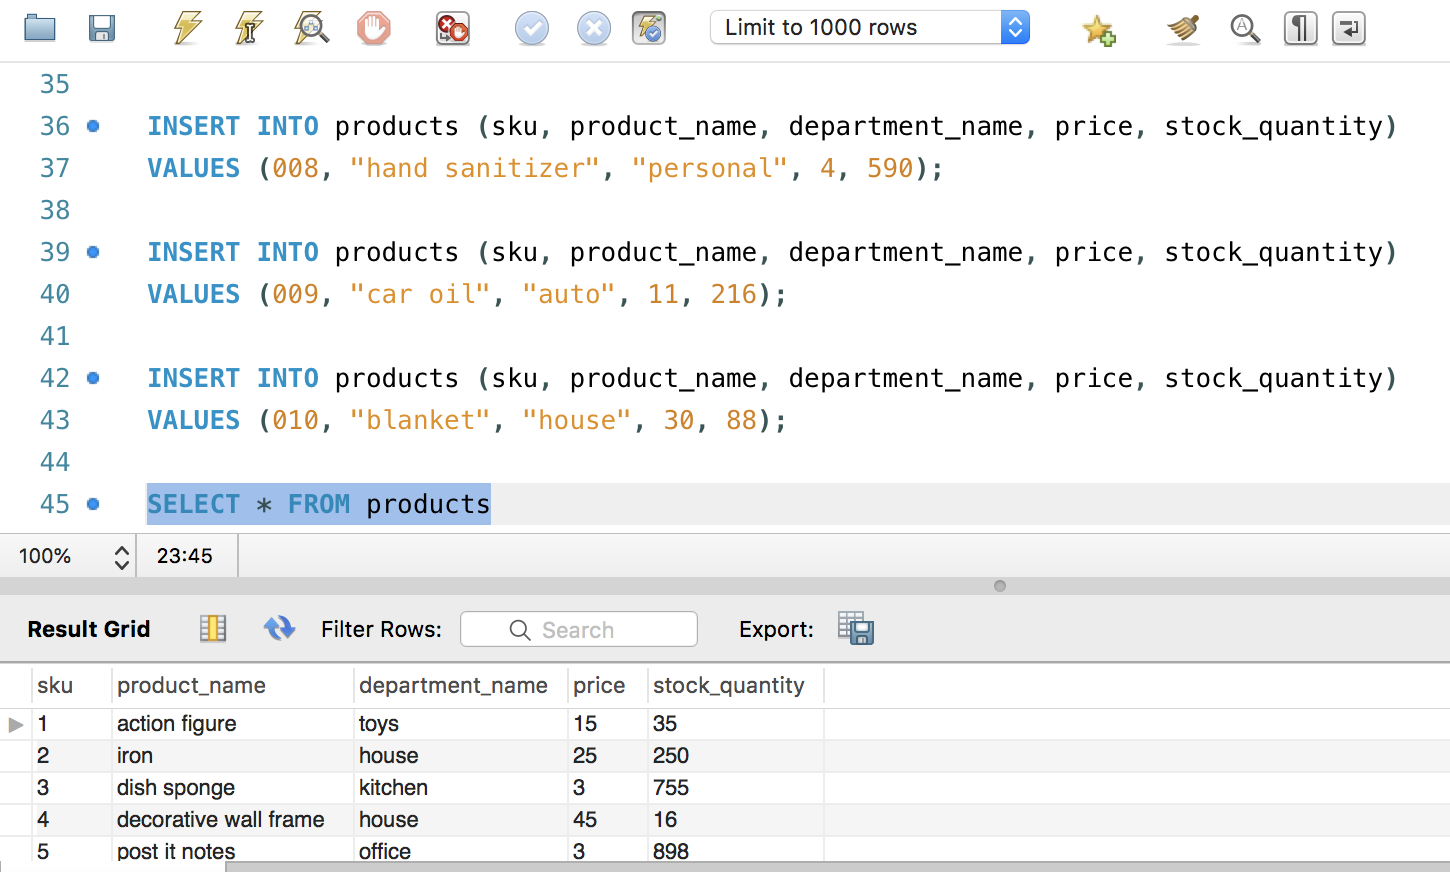 Limit to 1000 rows
35
36 INSERT INTO products (sku, product_name, department_name, price, stock_quantity)
37 VALUES (008, "hand sanitizer", "personal", 4, 590);
38
39 INSERT INTO products (sku, product_name, department_name, price, stock_quantity)
40 VALUES (009, "car oil", "auto", 11, 216);
41
42 INSERT INTO products (sku, product_name, department_name, price, stock_quantity)
43 VALUES (010, "blanket", "house", 30, 88);
44
45 SELECT * FROM products
100% 23:45
Result Grid Filter Rows: Search Export:
sku product_name department_name price stock_quantity
1 action figure toys 15 35
2 iron house 25 250
3 dish sponge kitchen 3 755
4 decorative wall frame house 45 16
5 post it notes office 3 898